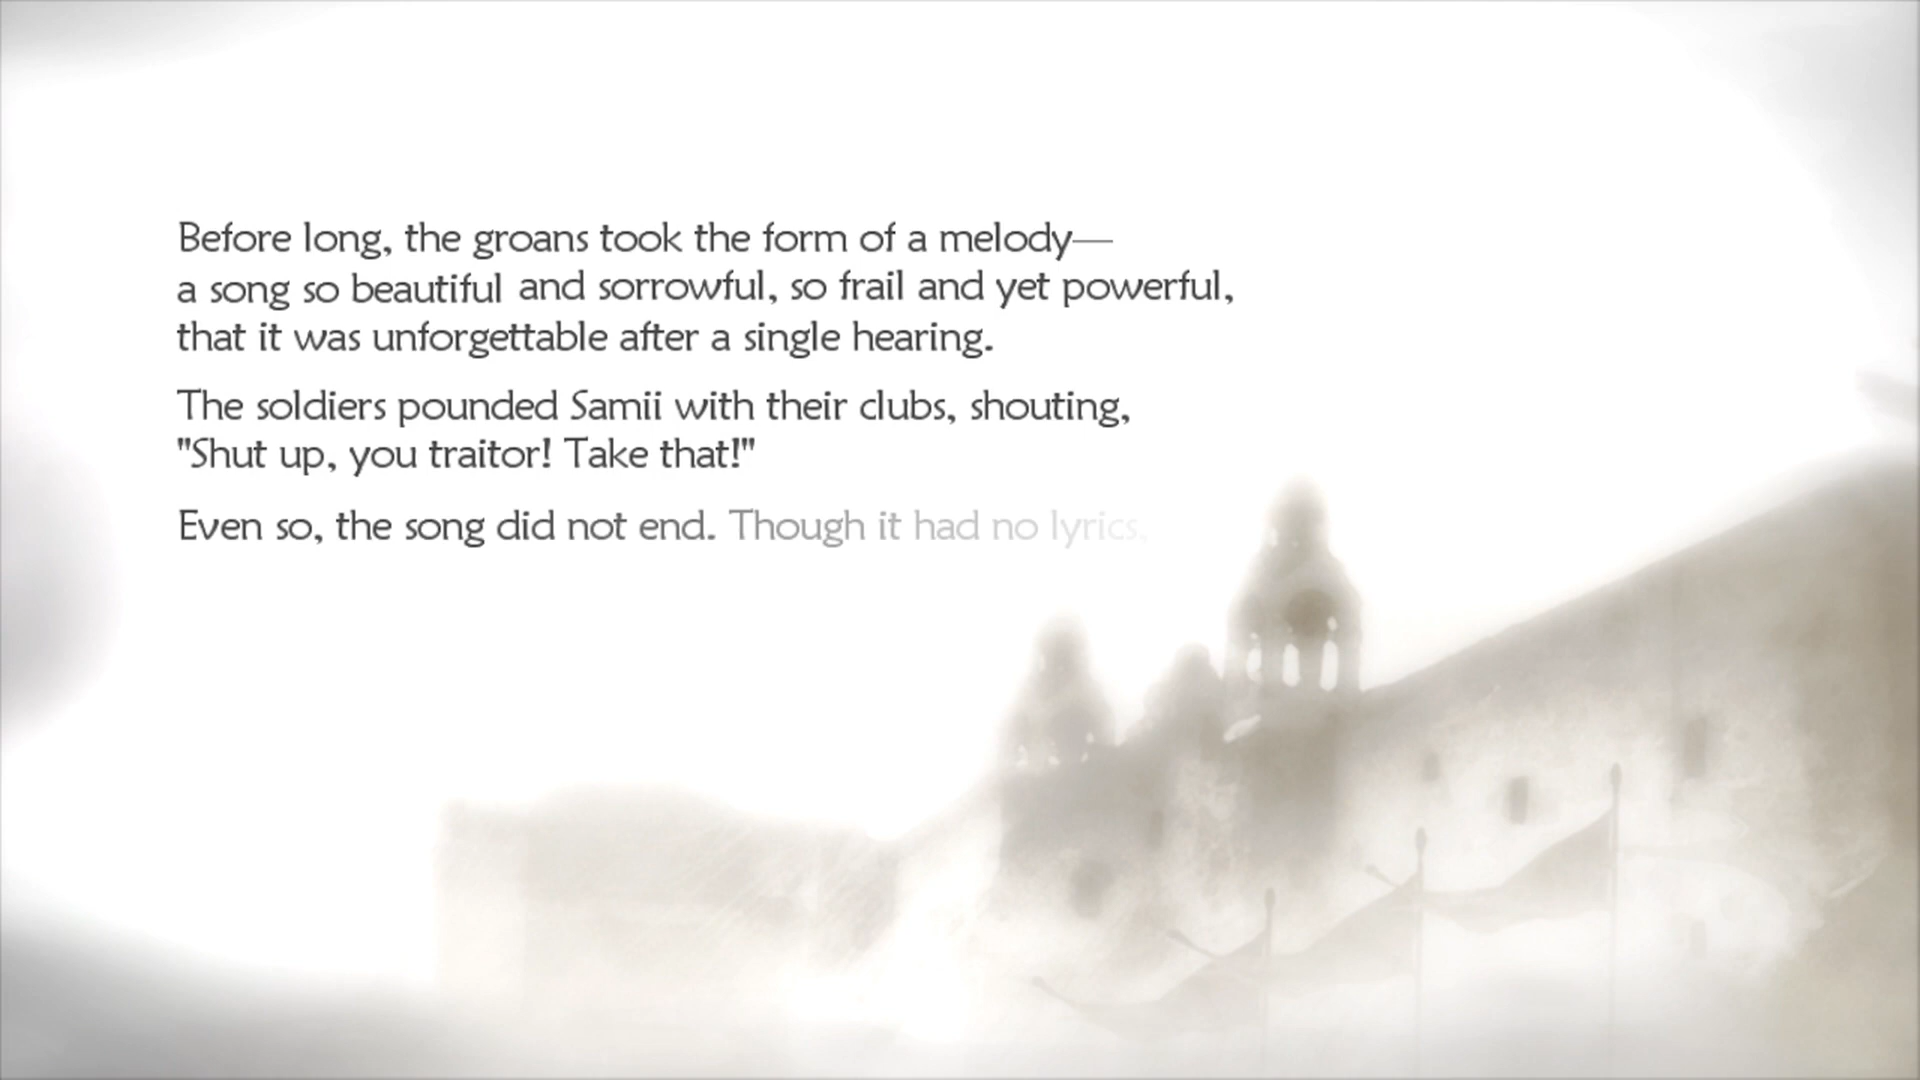 Before long, the groans took the form of a melody—
a song so beautiful and sorrowful, so frail and yet powerful,
that it was unforgettable after a single hearing.
The soldiers pounded Samii with their clubs, shouting,
"Shut up, you traitor! Take that!"
Even so, the song did not end. Though it had no lyrics,